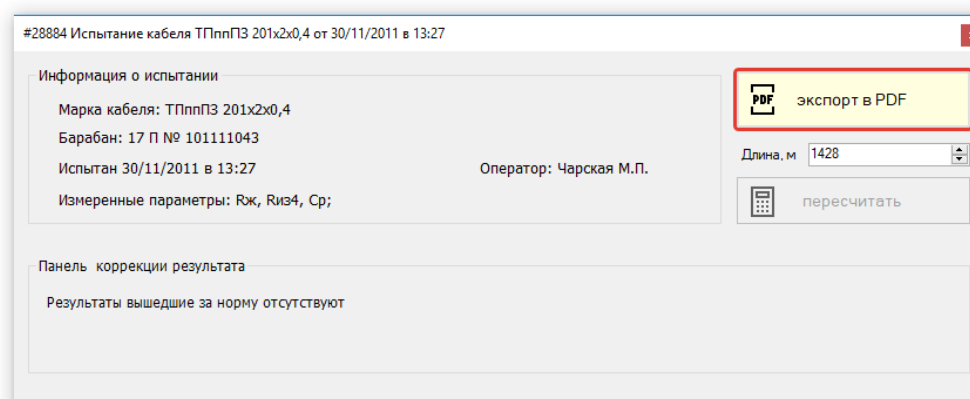 #28884 Испытание кабеля ТПппПЗ 201х2х0,4 от 30/11/2011 в 13:27
Информация о испытании
Марка кабеля: ТПппПЗ 201х2х0,4
Барабан: 17 П № 101111043
Испытан 30/11/2011 в 13:27 Оператор: Чарская М.П.
Измеренные параметры: Rж, Rиз4, Cр;
PDF экспорт в PDF
Длина, м 1428
пересчитать
Панель коррекции результата
Результаты вышедшие за норму отсутствуют